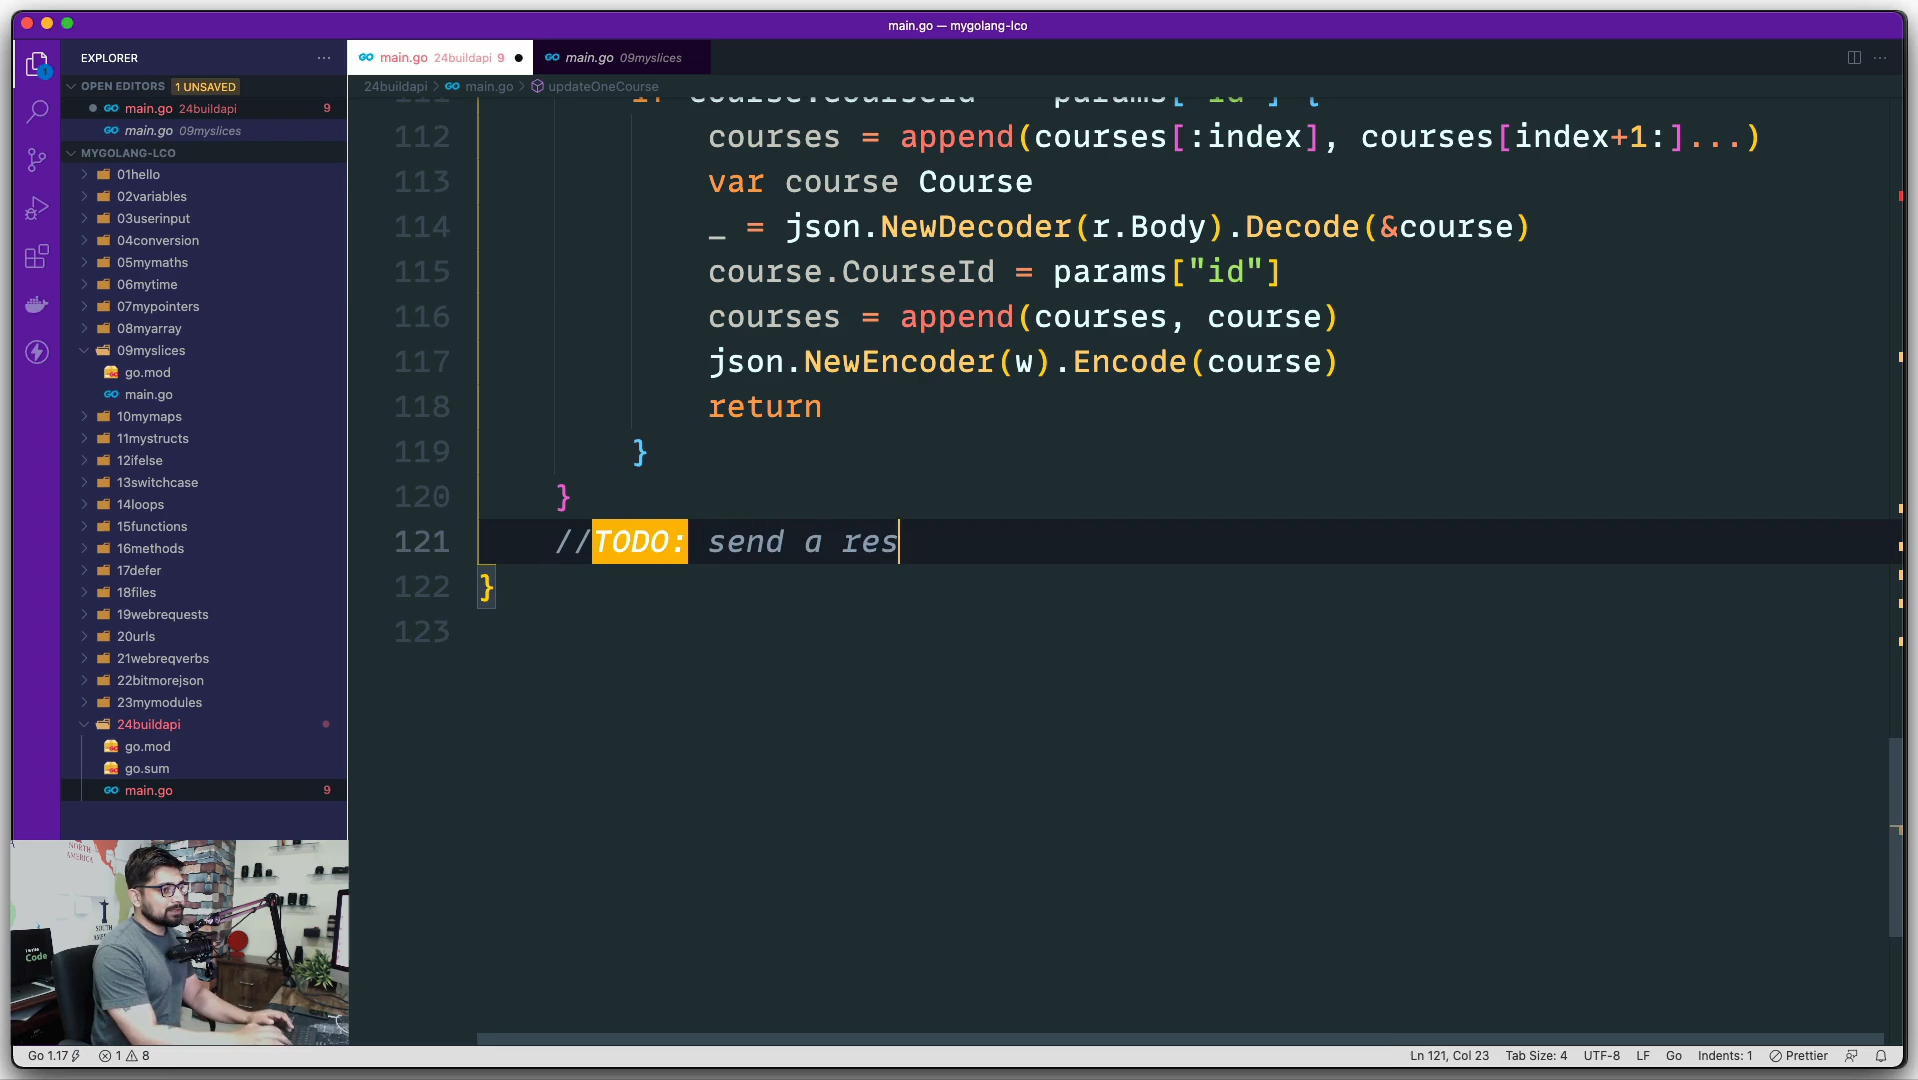 main.go — mygolang-lco
EXPLORER
main.go 24buildapi 9
main.go 09myslices
OPEN EDITORS 1 UNSAVED
24buildapi > main.go > updateOneCourse
main.go 24buildapi 9
main.go 09myslices
MYGOLANG-LCO
01hello
02variables
03userinput
04conversion
05mymaths
06mytime
07mypointers
08myarray
09myslices
go.mod
main.go
10mymaps
11mystructs
12ifelse
13switchcase
14loops
15functions
16methods
17defer
18files
19webrequests
20urls
21webreqverbs
22bitmorejson
23mymodules
24buildapi
go.mod
go.sum
main.go 9
112 courses = append(courses[:index], courses[index+1:]...)
113 var course Course
114 _ = json.NewDecoder(r.Body).Decode(&course)
115 course.CourseId = params["id"]
116 courses = append(courses, course)
117 json.NewEncoder(w).Encode(course)
118 return
119 }
120 }
121 //TODO: send a res
122 }
123
NORTH
AMERICA
SOUTH
Code
Go 1.17 1 8
Ln 121, Col 23 Tab Size: 4 UTF-8 LF Go Indents: 1 Prettier